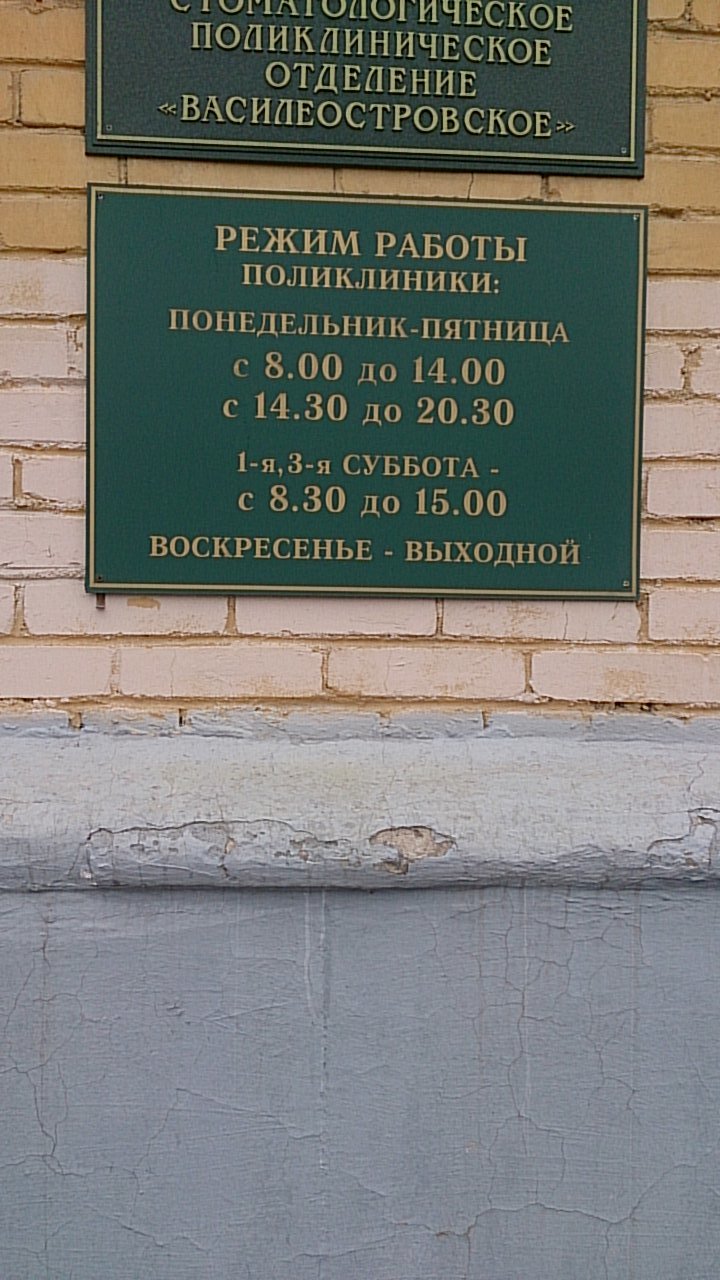 СТОМАТОЛОГИЧЕСКОЕ
ПОЛИКЛИНИЧЕСКОЕ
ОТДЕЛЕНИЕ
«ВАСИЛЕОСТРОВСКОЕ»
РЕЖИМ РАБОТЫ
ПОЛИКЛИНИКИ:
ПОНЕДЕЛЬНИК-ПЯТНИЦА
с 8.00 до 14.00
с 14.30 до 20.30
1-я,3-я СУББОТА -
с 8.30 до 15.00
ВОСКРЕСЕНЬЕ - ВЫХОДНОЙ